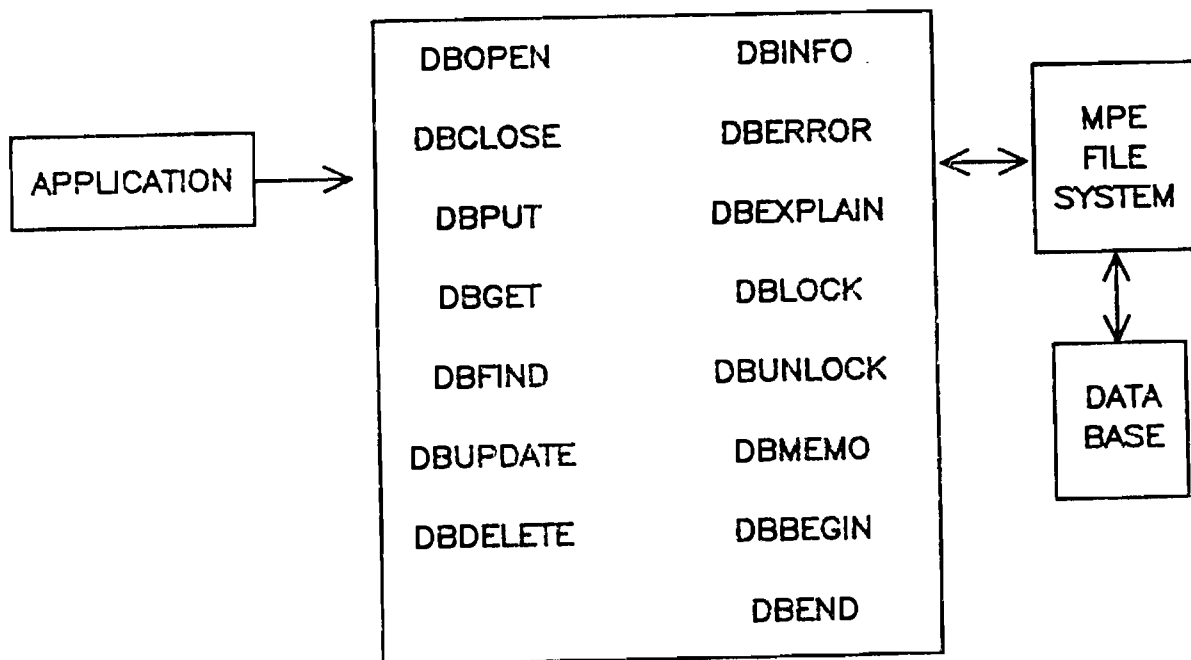 APPLICATION
DBOPEN
DBCLOSE
DBPUT
DBGET
DBFIND
DBUPDATE
DBDELETE
DBINFO
DBERROR
DBEXPLAIN
DBLOCK
DBUNLOCK
DBMEMO
DBBEGIN
DBEND
MPE
FILE
SYSTEM
DATA
BASE